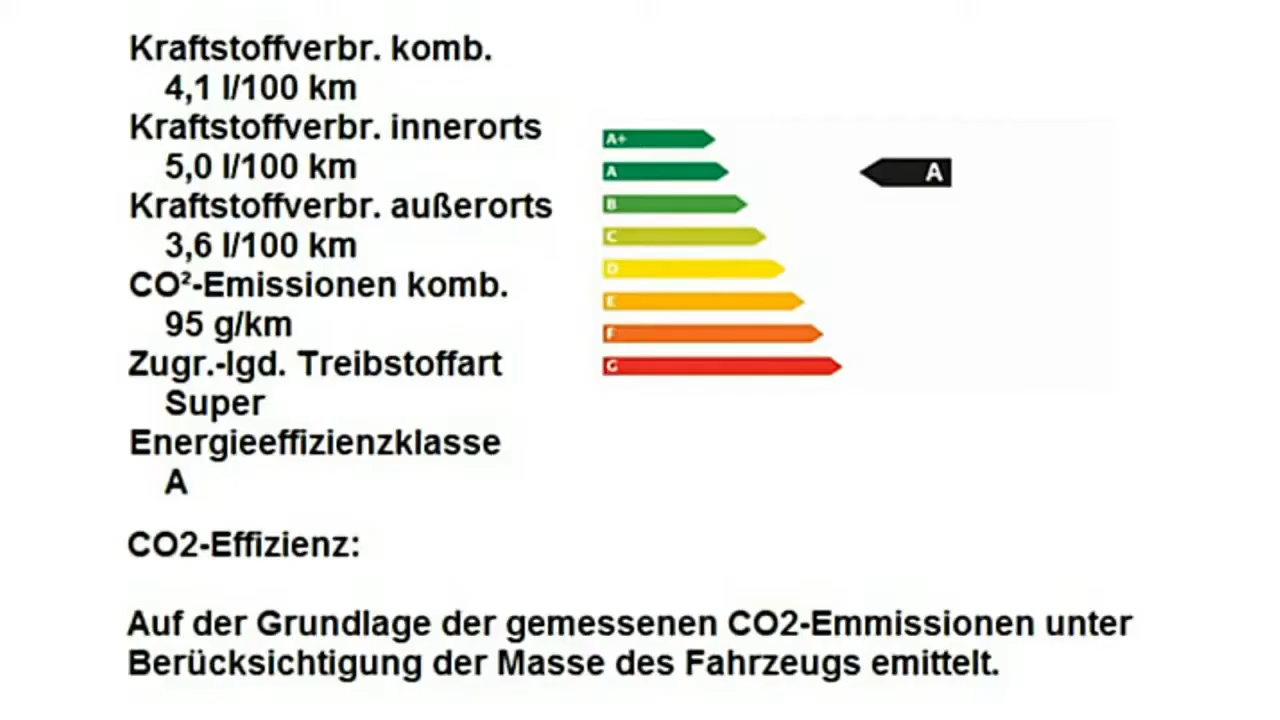 Kraftstoffverbr. komb.
4,1 l/100 km
Kraftstoffverbr. innerorts
5,0 l/100 km
Kraftstoffverbr. außerorts
3,6 l/100 km
CO²-Emissionen komb.
95 g/km
Zugr.-lgd. Treibstoffart
Super
Energieeffizienzklasse
A
A+
A
A
B
C
D
E
F
G
CO2-Effizienz:
Auf der Grundlage der gemessenen CO2-Emmissionen unter
Berücksichtigung der Masse des Fahrzeugs emittelt.